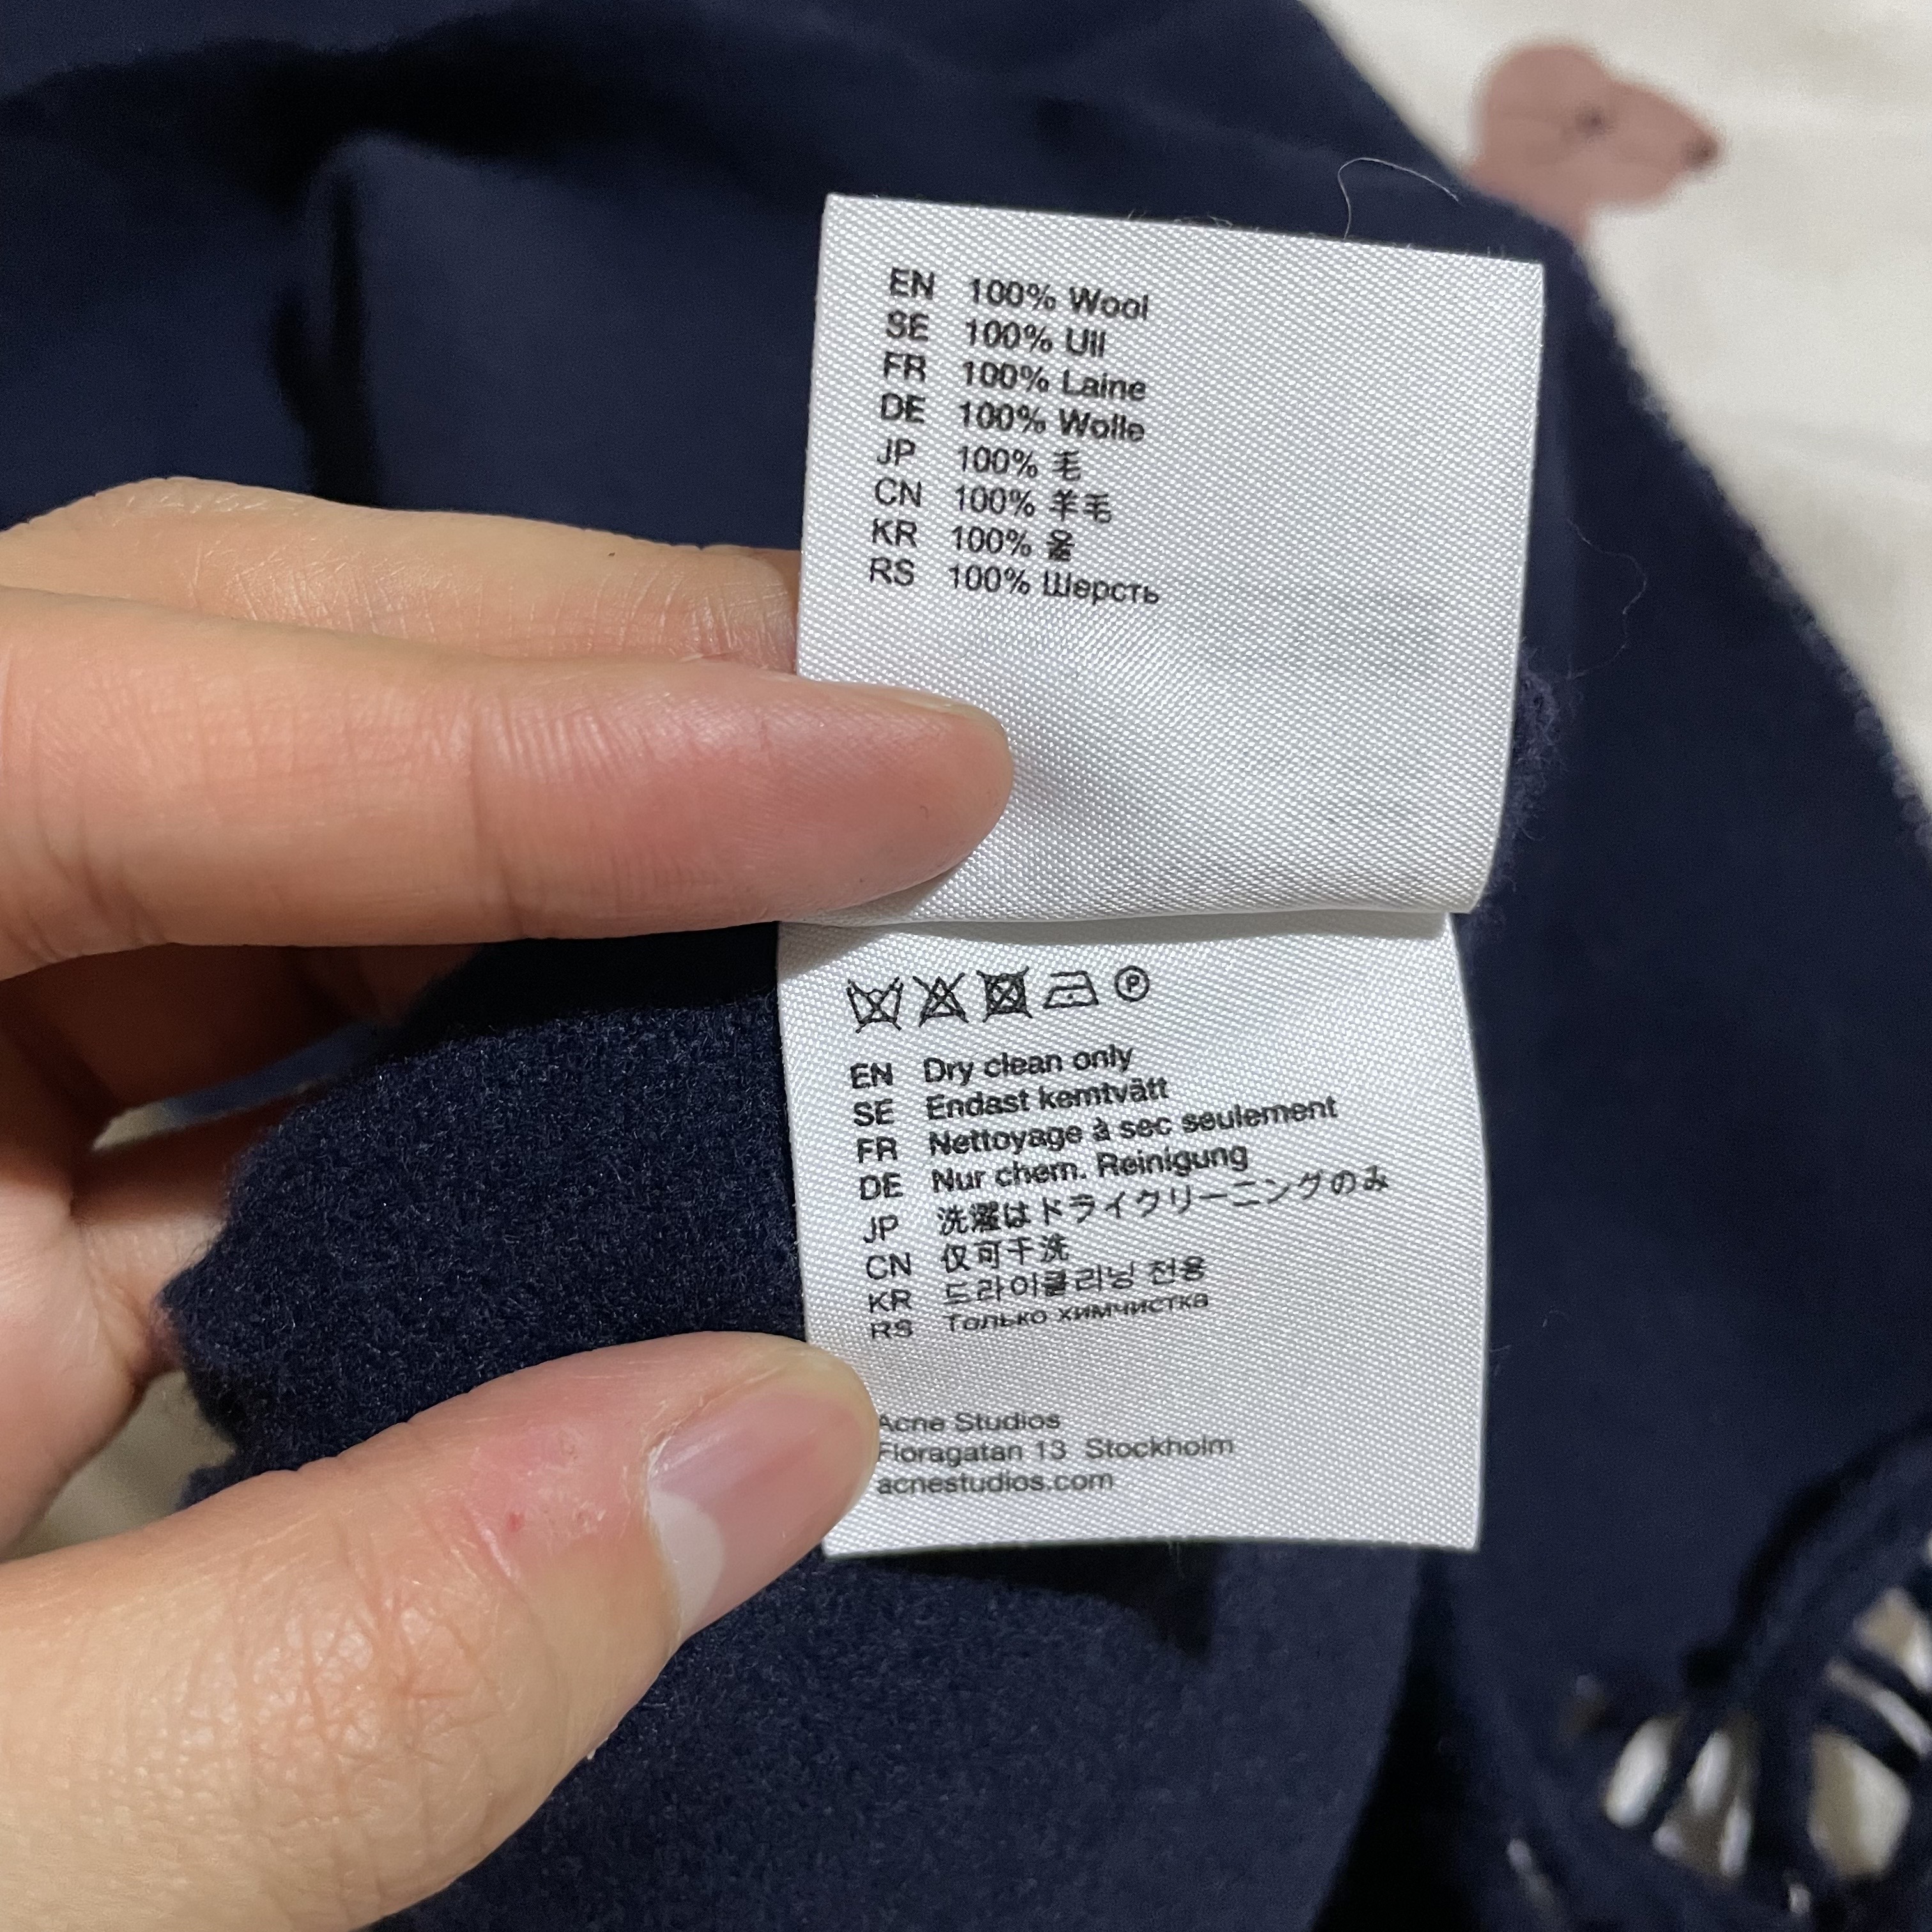 EN 100% Wool
SE 100% Ull
FR 100% Laine
DE 100% Wolle
JP 100% 毛
CN 100% 羊毛
KR 100% 울
RS 100% Шерсть
P
EN Dry clean only
SE Endast kemtvätt
FR Nettoyage à sec seulement
DE Nur chem. Reinigung
JP 洗濯はドライクリーニングのみ
CN 仅可干洗
KR 드라이클리닝 전용
RS Только химчистка
Acne Studios
Floragatan 13 Stockholm
acnestudios.com